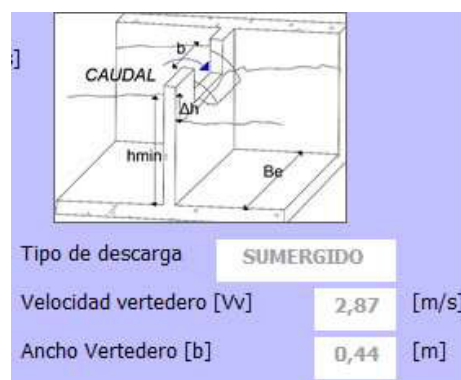 s]
b
CAUDAL
Δh
hmin
Be
Tipo de descarga SUMERGIDO
Velocidad vertedero [Vv] 2,87 [m/s]
Ancho Vertedero [b] 0,44 [m]